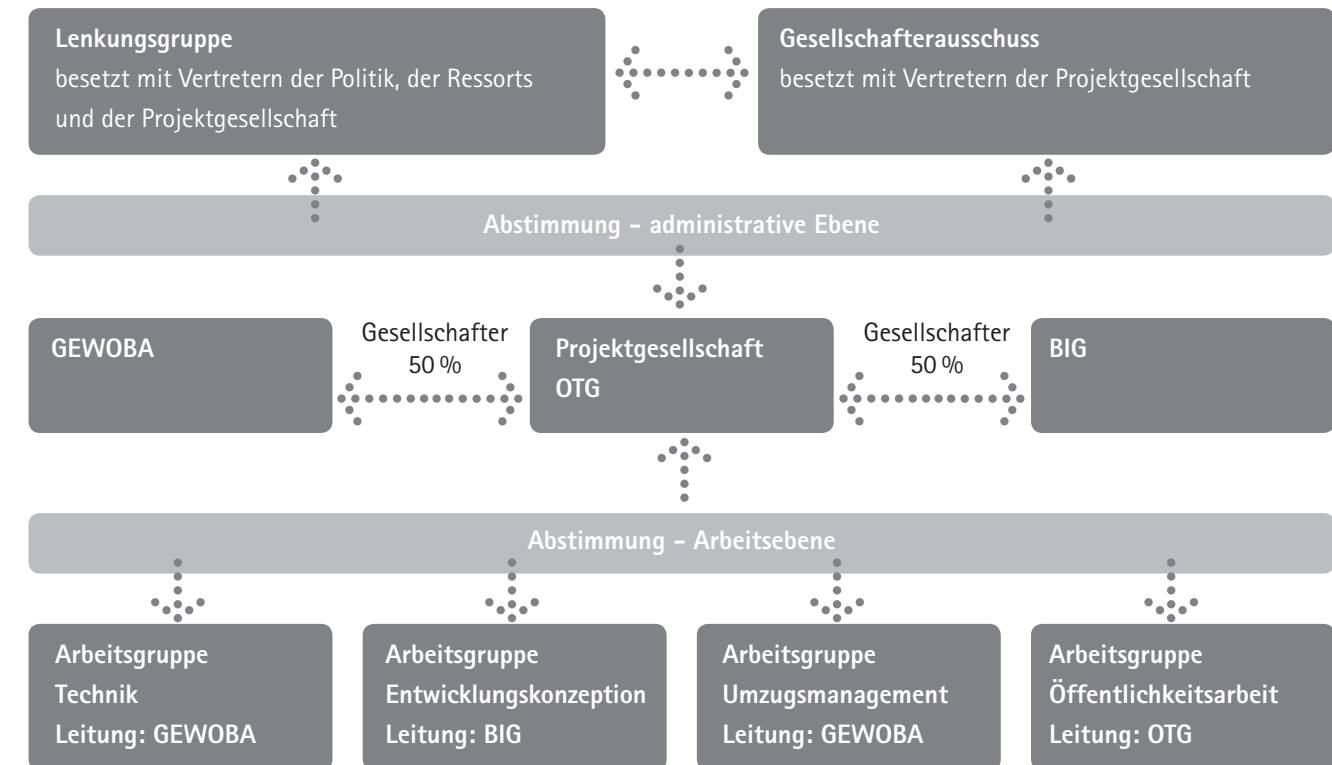 Lenkungsgruppe
besetzt mit Vertretern der Politik, der Ressorts
und der Projektgesellschaft
Gesellschafterausschuss
besetzt mit Vertretern der Projektgesellschaft
Abstimmung – administrative Ebene
GEWOBA
Gesellschafter
50 %
Projektgesellschaft
OTG
Gesellschafter
50 %
BIG
Abstimmung – Arbeitsebene
Arbeitsgruppe
Technik
Leitung: GEWOBA
Arbeitsgruppe
Entwicklungskonzeption
Leitung: BIG
Arbeitsgruppe
Umzugsmanagement
Leitung: GEWOBA
Arbeitsgruppe
Öffentlichkeitsarbeit
Leitung: OTG